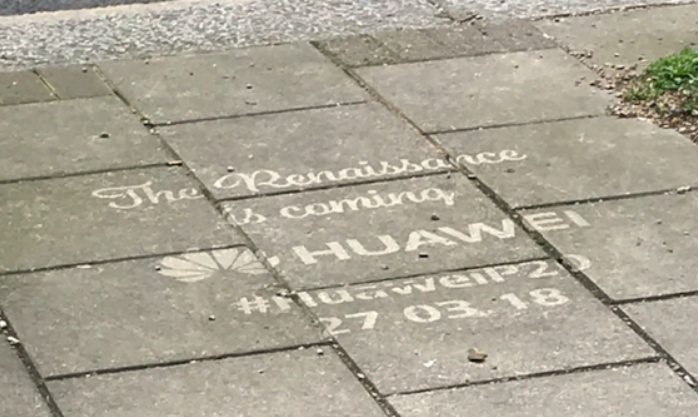 The Renaissance
is coming
HUAWEI
#HuaweiP20
27.03.18